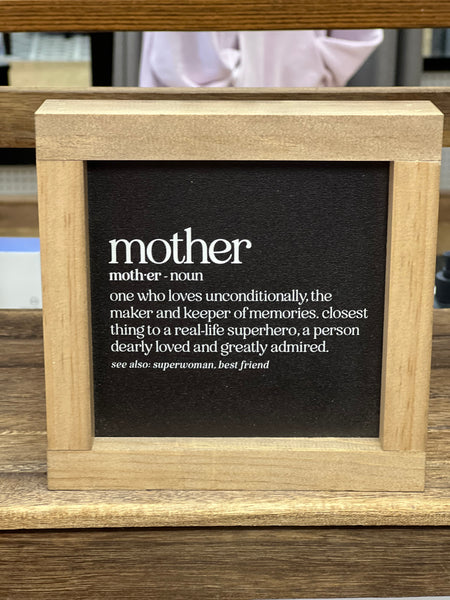 mother
moth·er - noun
one who loves unconditionally, the
maker and keeper of memories. closest
thing to a real-life superhero, a person
dearly loved and greatly admired.
see also: superwoman, best friend